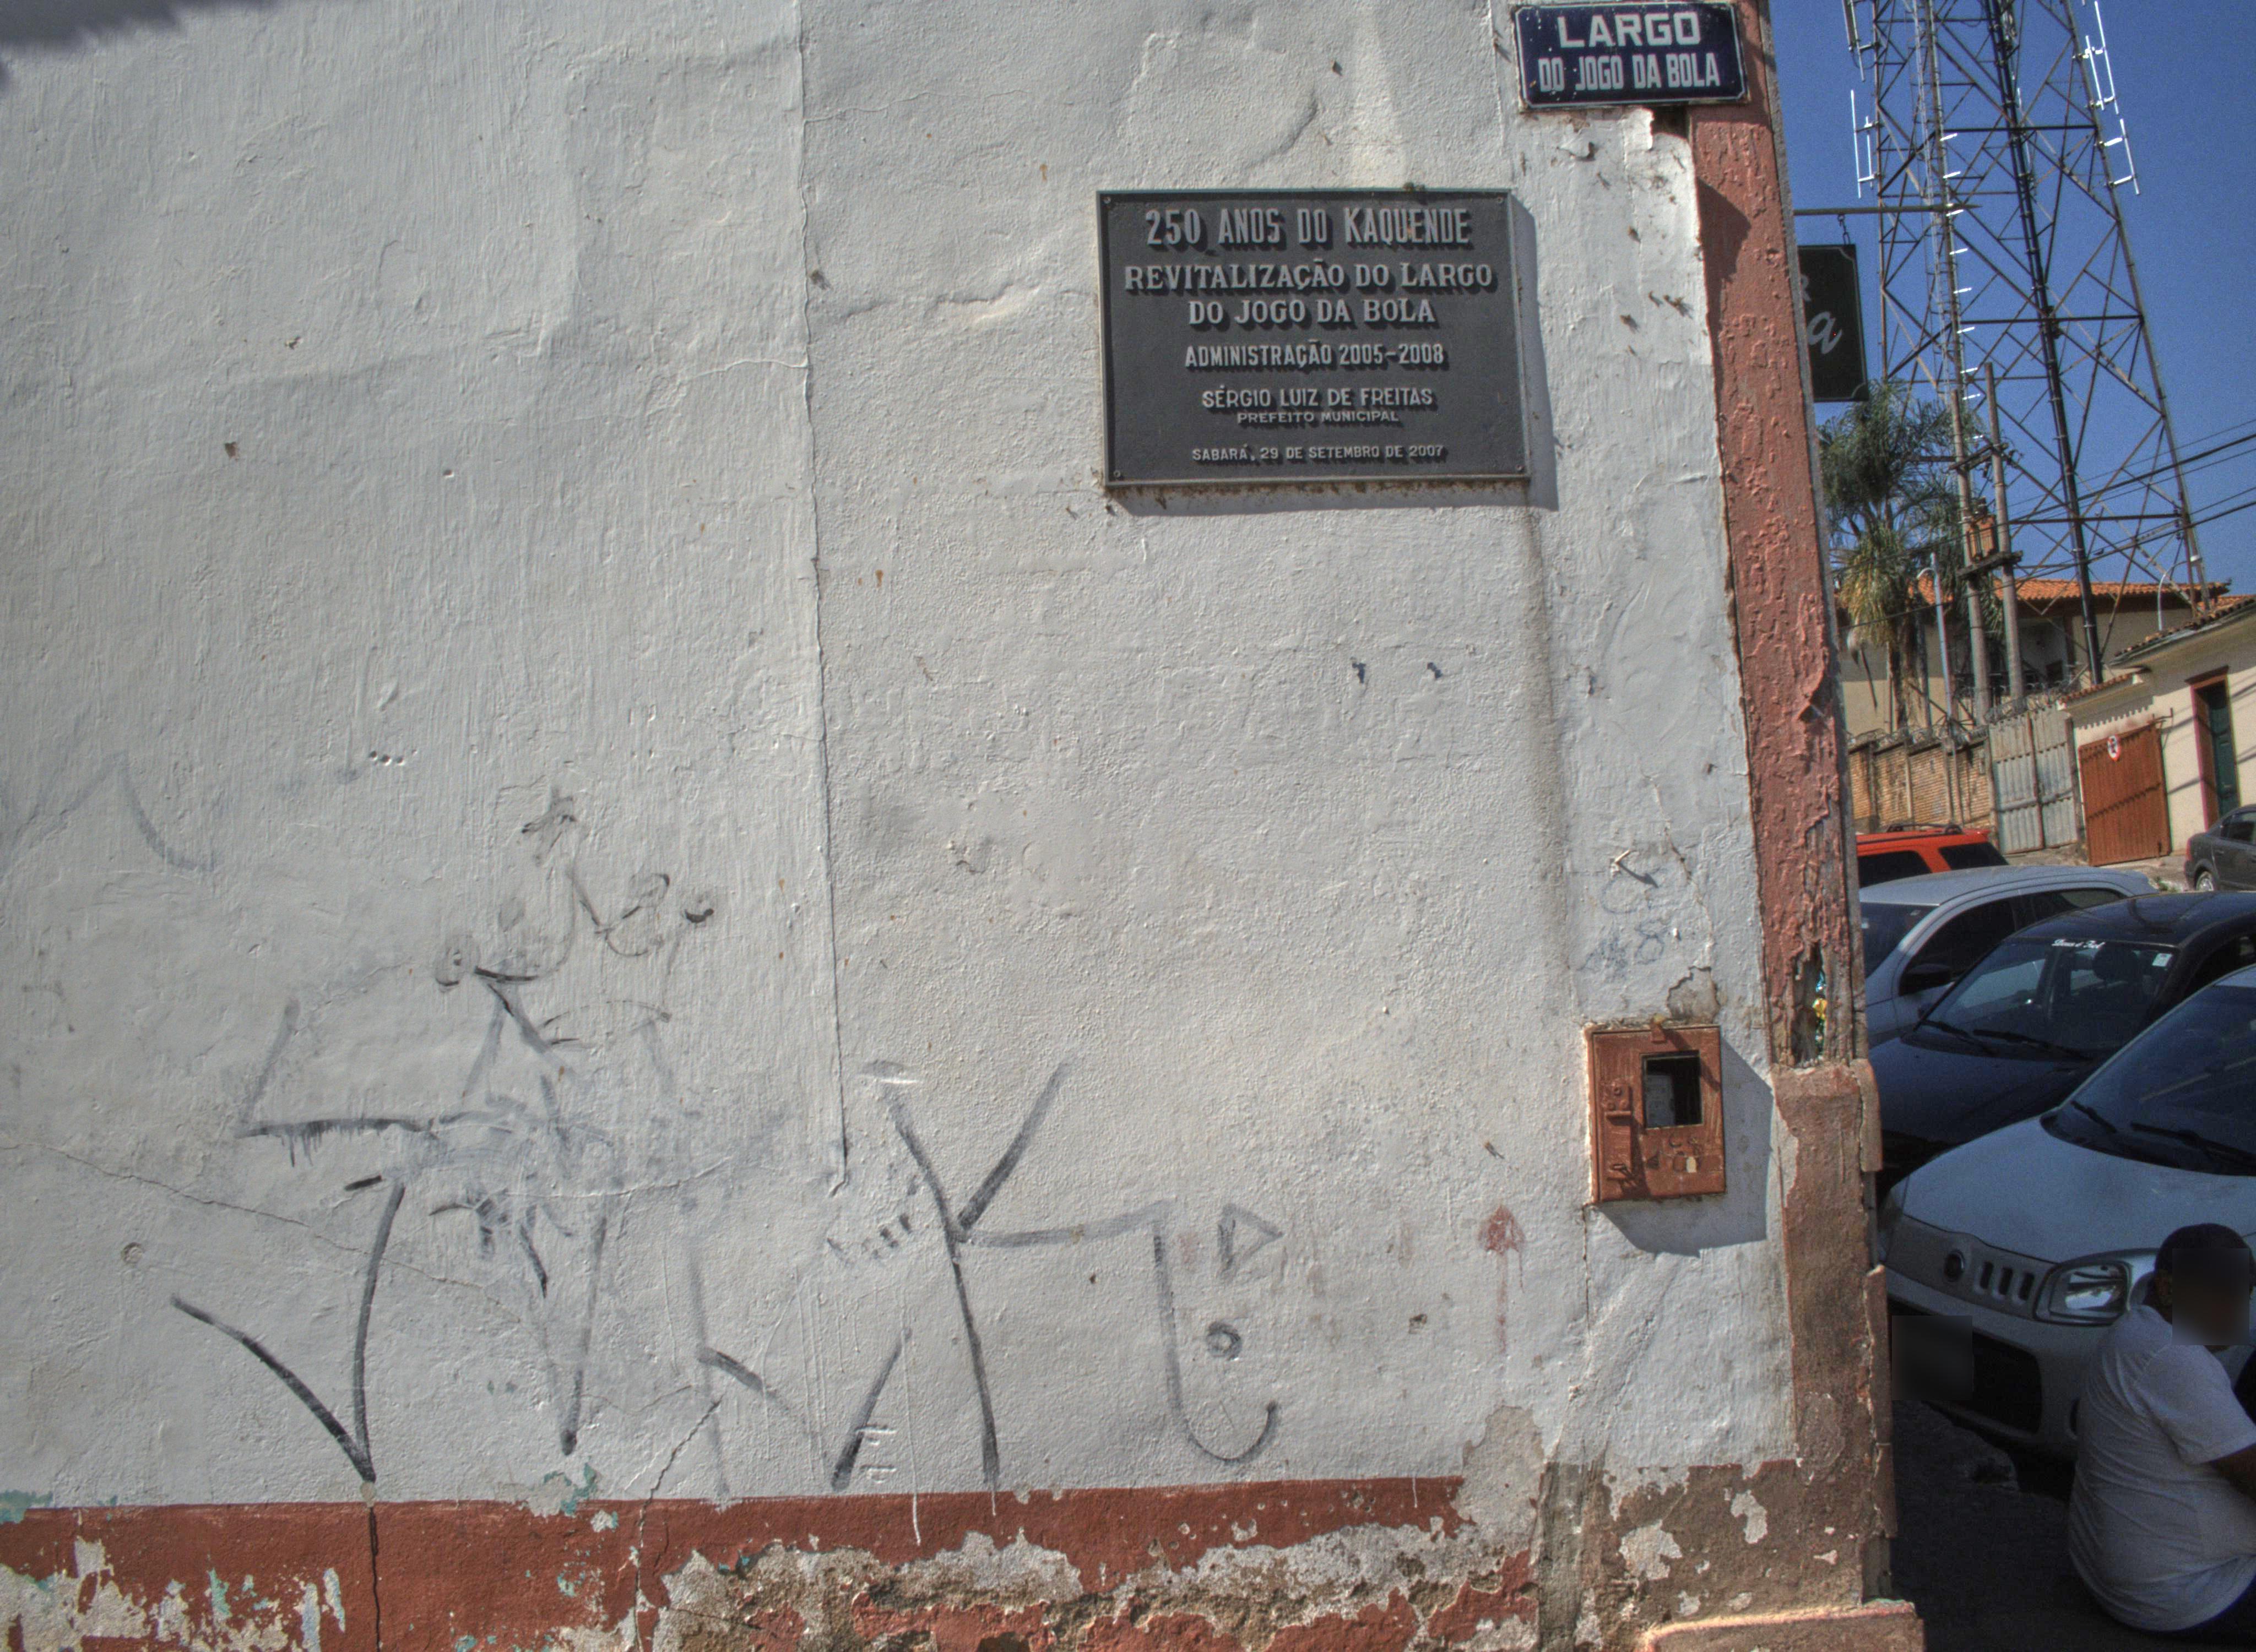 LARGO
DO JOGO DA BOLA
250 ANOS DO KAQUENDE
REVITALIZAÇÃO DO LARGO
DO JOGO DA BOLA
ADMINISTRAÇÃO 2005-2008
SÉRGIO LUIZ DE FREITAS
PREFEITO MUNICIPAL
SABARÁ, 29 DE SETEMBRO DE 2007